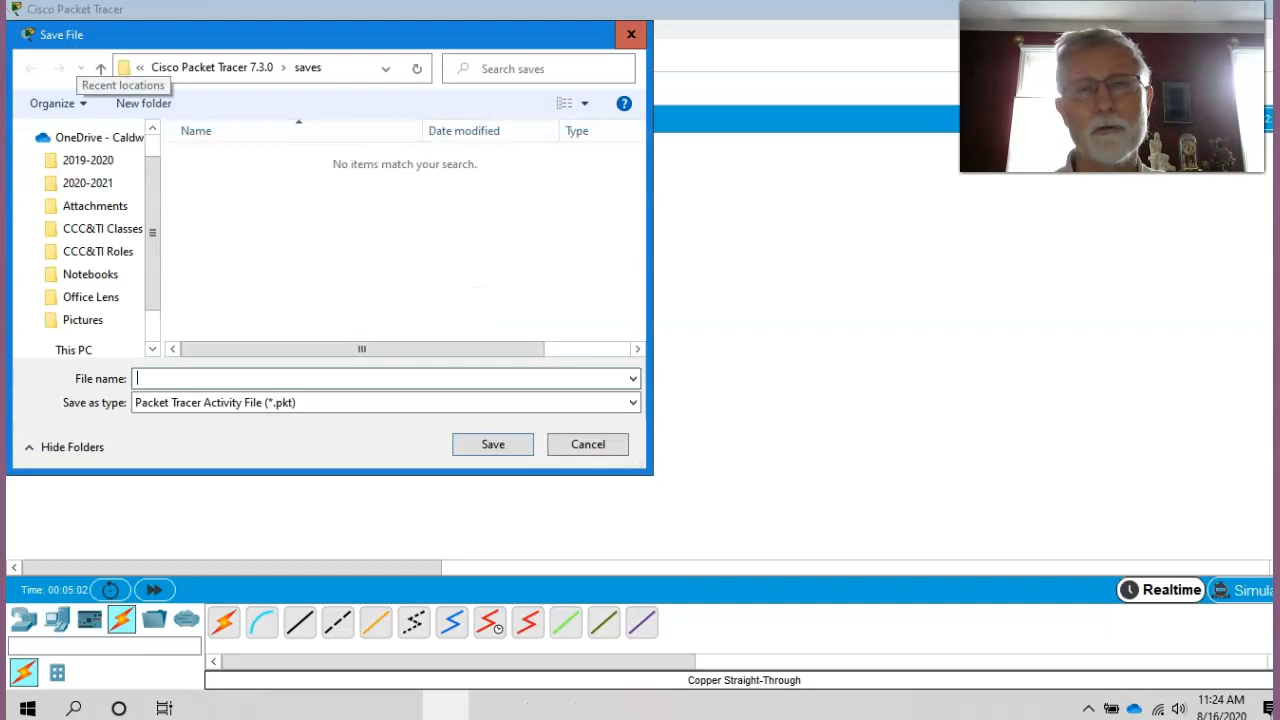 Cisco Packet Tracer
Save File
« Cisco Packet Tracer 7.3.0 › saves
Search saves
Recent locations
Organize
New folder
Name
Date modified
Type
No items match your search.
OneDrive - Caldw
2019-2020
2020-2021
Attachments
CCC&TI Classes
CCC&TI Roles
Notebooks
Office Lens
Pictures
This PC
File name:
Save as type: Packet Tracer Activity File (*.pkt)
Hide Folders
Save
Cancel
Time: 00:05:02
Realtime
Simula
Copper Straight-Through
11:24 AM
8/16/2020